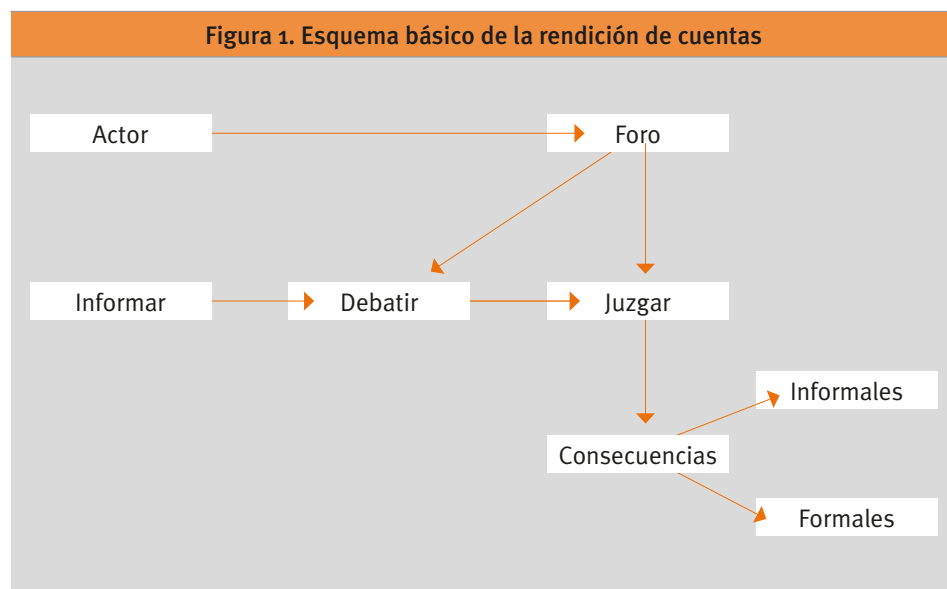 Figura 1. Esquema básico de la rendición de cuentas
Actor
Foro
Informar
Debatir
Juzgar
Informales
Consecuencias
Formales